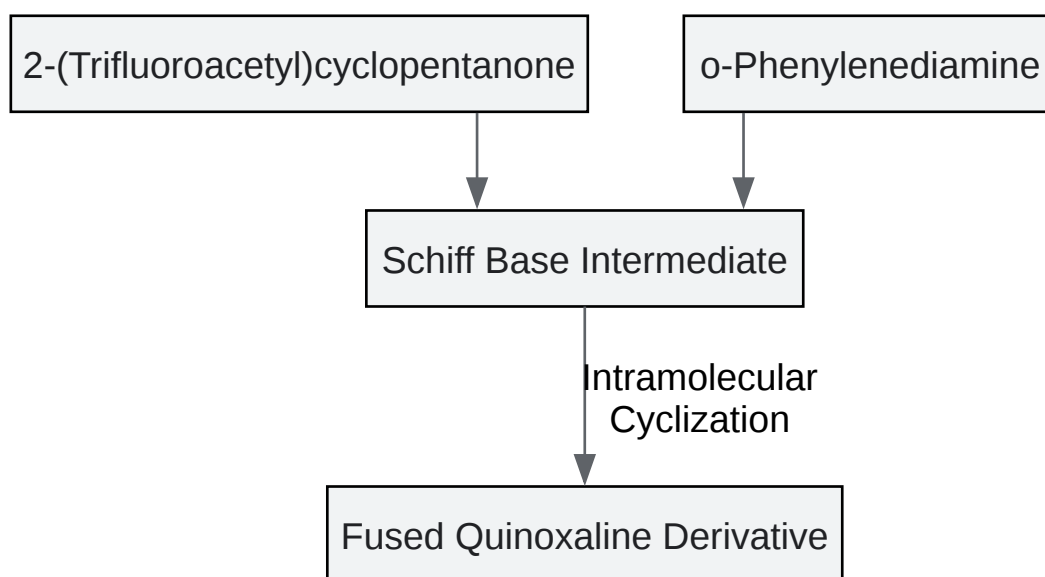 2-(Trifluoroacetyl)cyclopentanone
o-Phenylenediamine
Schiff Base Intermediate
Intramolecular
Cyclization
Fused Quinoxaline Derivative